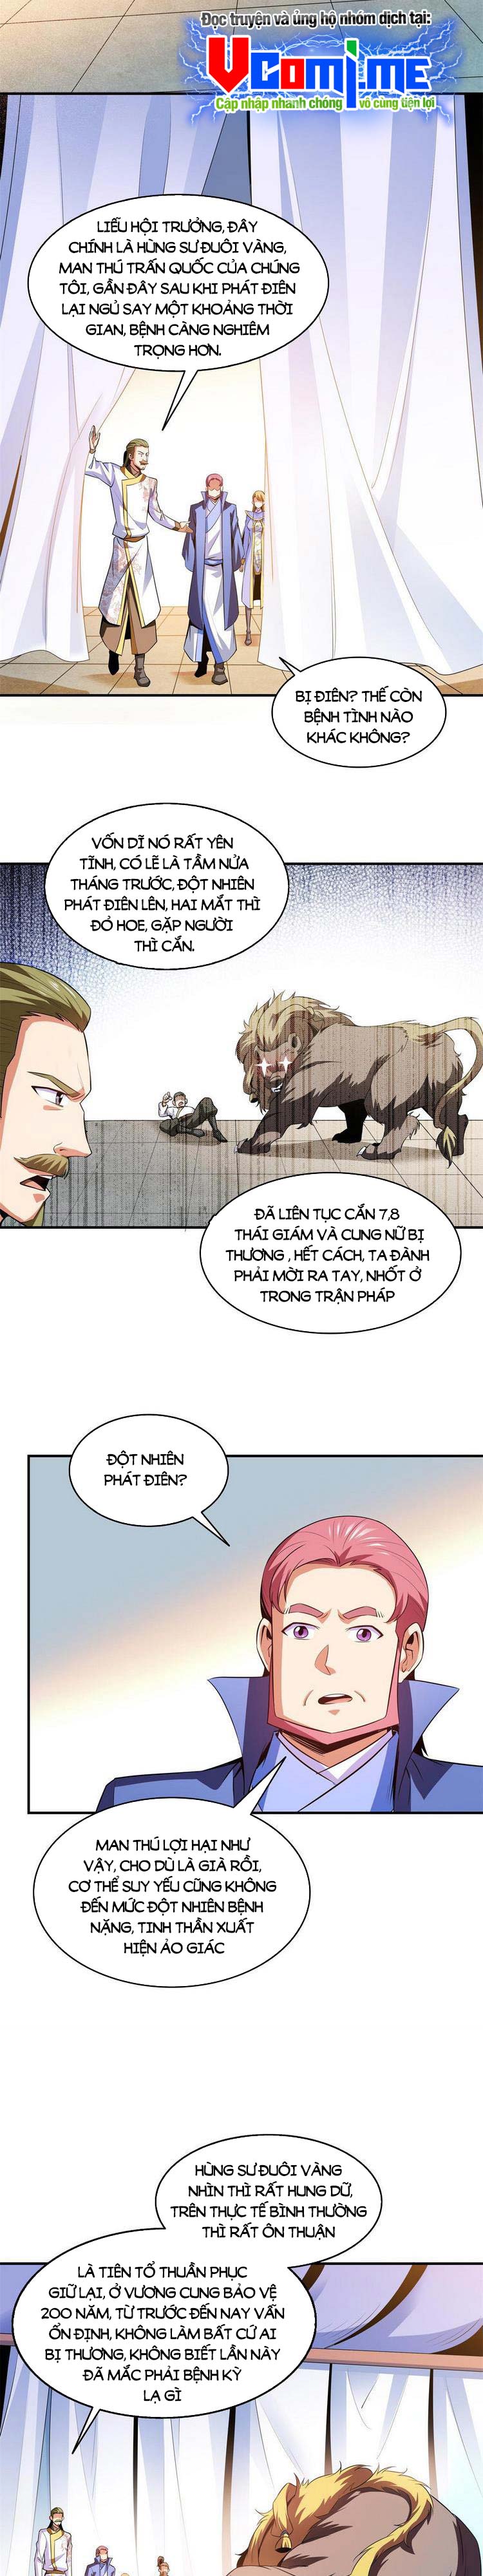 Đọc truyện và ủng hộ nhóm dịch tại:
Vcomi.me
Cập nhập nhanh chóng vô cùng tiện lợi
LIỄU HỘI TRƯỞNG, ĐÂY
CHÍNH LÀ HÙNG SƯ ĐUÔI VÀNG,
MAN THÚ TRẤN QUỐC CỦA CHÚNG
TÔI, GẦN ĐÂY SAU KHI PHÁT ĐIÊN
LẠI NGỦ SAY MỘT KHOẢNG THỜI
GIAN, BỆNH CÀNG NGHIÊM
TRỌNG HƠN.
BỊ ĐIÊN? THẾ CÒN
BỆNH TÌNH NÀO
KHÁC KHÔNG?
VỐN DĨ NÓ RẤT YÊN
TĨNH, CÓ LẼ LÀ TẦM NỬA
THÁNG TRƯỚC, ĐỘT NHIÊN
PHÁT ĐIÊN LÊN, HAI MẮT THÌ
ĐỎ HOE, GẶP NGƯỜI
THÌ CẮN.
ĐÃ LIÊN TỤC CẮN 7,8
THÁI GIÁM VÀ CUNG NỮ BỊ
THƯƠNG , HẾT CÁCH, TA ĐÀNH
PHẢI MỜI RA TAY, NHỐT Ở
TRONG TRẬN PHÁP
ĐỘT NHIÊN
PHÁT ĐIÊN?
MAN THÚ LỢI HẠI NHƯ
VẬY, CHO DÙ LÀ GIÀ RỒI,
CƠ THỂ SUY YẾU CŨNG KHÔNG
ĐẾN MỨC ĐỘT NHIÊN BỆNH
NẶNG, TINH THẦN XUẤT
HIỆN ẢO GIÁC
HÙNG SƯ ĐUÔI VÀNG
NHÌN THÌ RẤT HUNG DỮ,
TRÊN THỰC TẾ BÌNH THƯỜNG
THÌ RẤT ÔN THUẬN
LÀ TIÊN TỔ THUẦN PHỤC
GIỮ LẠI, Ở VƯƠNG CUNG BẢO VỆ
200 NĂM, TỪ TRƯỚC ĐẾN NAY VẪN
ỔN ĐỊNH, KHÔNG LÀM BẤT CỨ AI
BỊ THƯƠNG, KHÔNG BIẾT LẦN NÀY
ĐÃ MẮC PHẢI BỆNH KỲ
LẠ GÌ